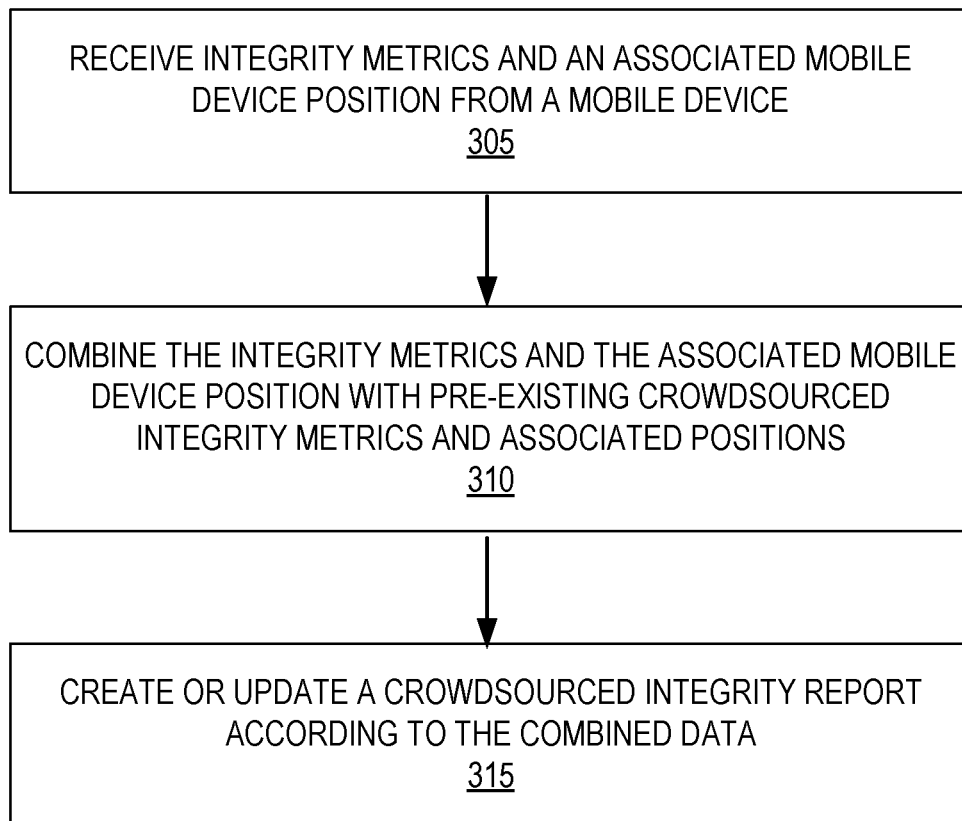 RECEIVE INTEGRITY METRICS AND AN ASSOCIATED MOBILE
DEVICE POSITION FROM A MOBILE DEVICE
305
COMBINE THE INTEGRITY METRICS AND THE ASSOCIATED MOBILE
DEVICE POSITION WITH PRE-EXISTING CROWDSOURCED
INTEGRITY METRICS AND ASSOCIATED POSITIONS
310
CREATE OR UPDATE A CROWDSOURCED INTEGRITY REPORT
ACCORDING TO THE COMBINED DATA
315